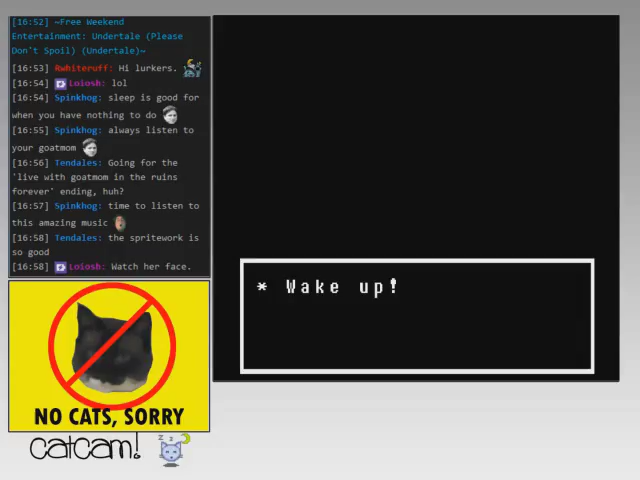 [16:52] ~Free Weekend
Entertainment: Undertale (Please
Don't Spoil) (Undertale)~
[16:53] Rwhiteruff: Hi lurkers.
[16:54] Loiosh: lol
[16:54] Spinkhog: sleep is good for
when you have nothing to do
[16:55] Spinkhog: always listen to
your goatmom
[16:56] Tendales: Going for the
'live with goatmom in the ruins
forever' ending, huh?
[16:57] Spinkhog: time to listen to
this amazing music
[16:58] Tendales: the spritework is
so good
[16:58] Loiosh: Watch her face.
* Wake up!
NO CATS, SORRY
catcam!
z z z